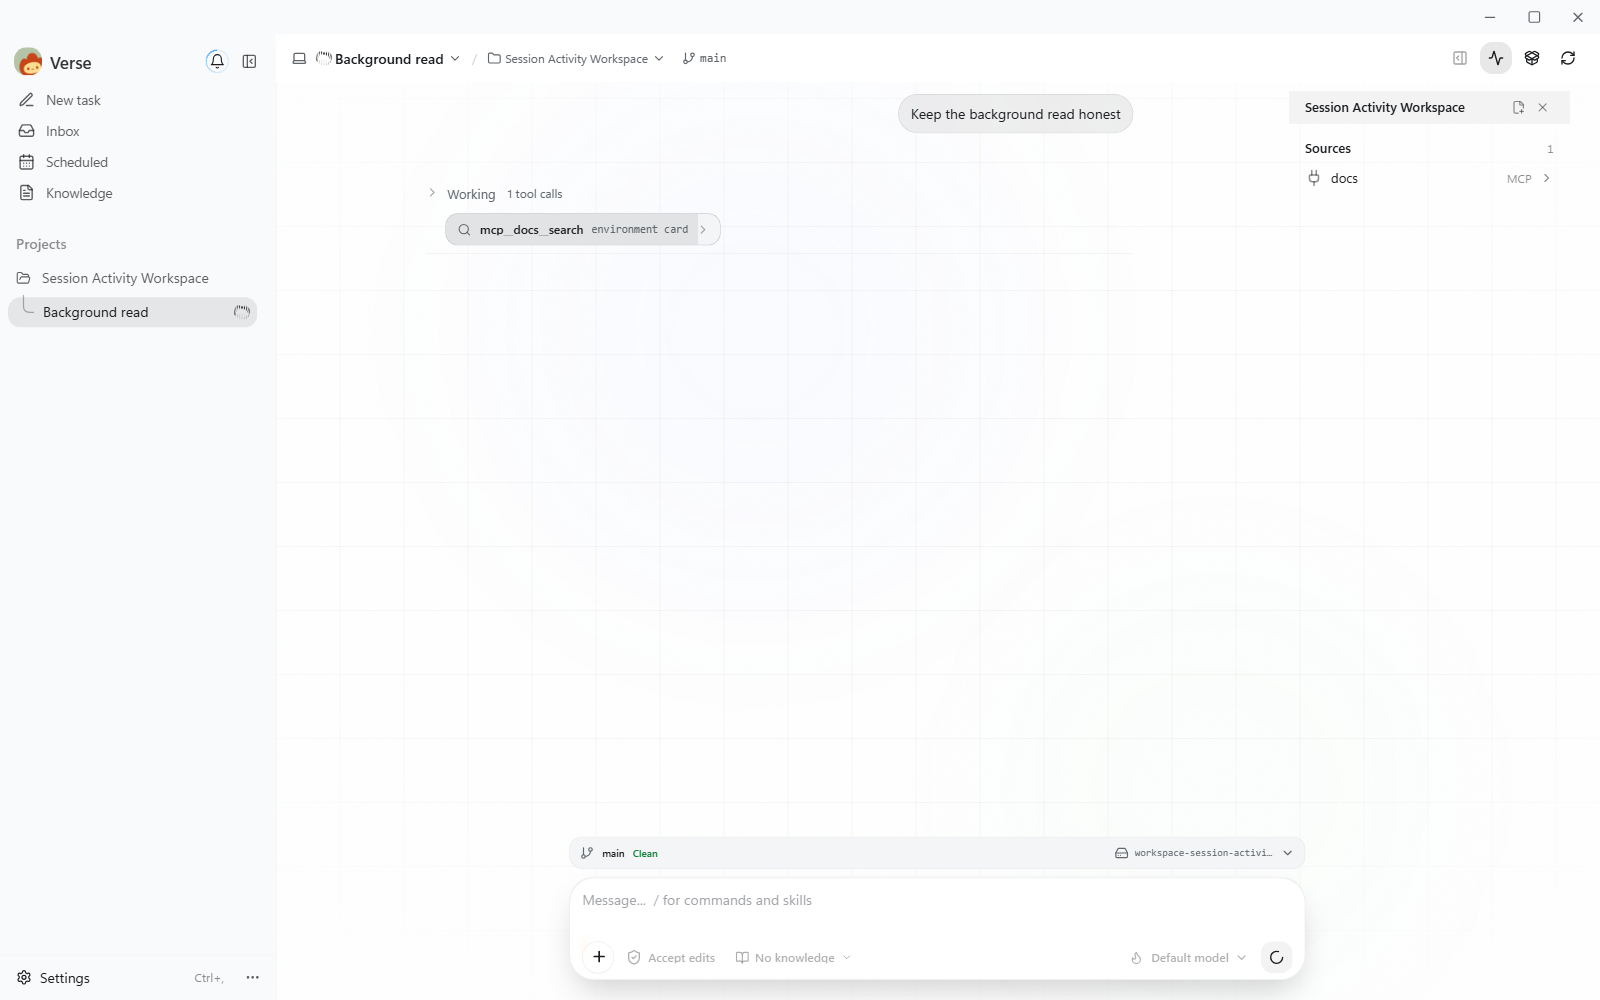 Verse
New task
Inbox
Scheduled
Knowledge
Projects
Session Activity Workspace
Background read
Settings
Ctrl+,
Background read / Session Activity Workspace main
Keep the background read honest
Working 1 tool calls
mcp__docs__search environment card
Session Activity Workspace
Sources 1
docs MCP
main Clean
workspace-session-activi…
Message... / for commands and skills
Accept edits
No knowledge
Default model